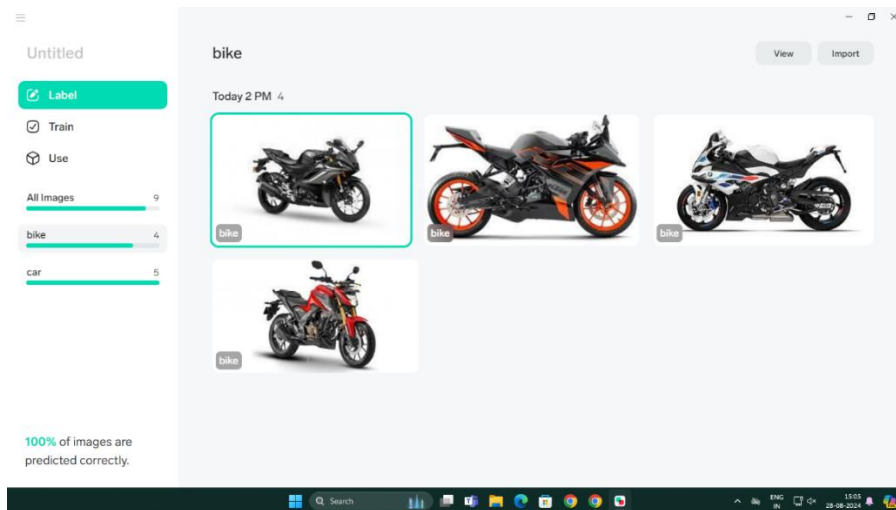 Untitled
Label
Train
Use
All Images 9
bike 4
car 5
100% of images are
predicted correctly.
bike
View
Import
Today 2 PM 4
bike
bike
bike
bike
Search
ENG
IN
15:05
28-08-2024